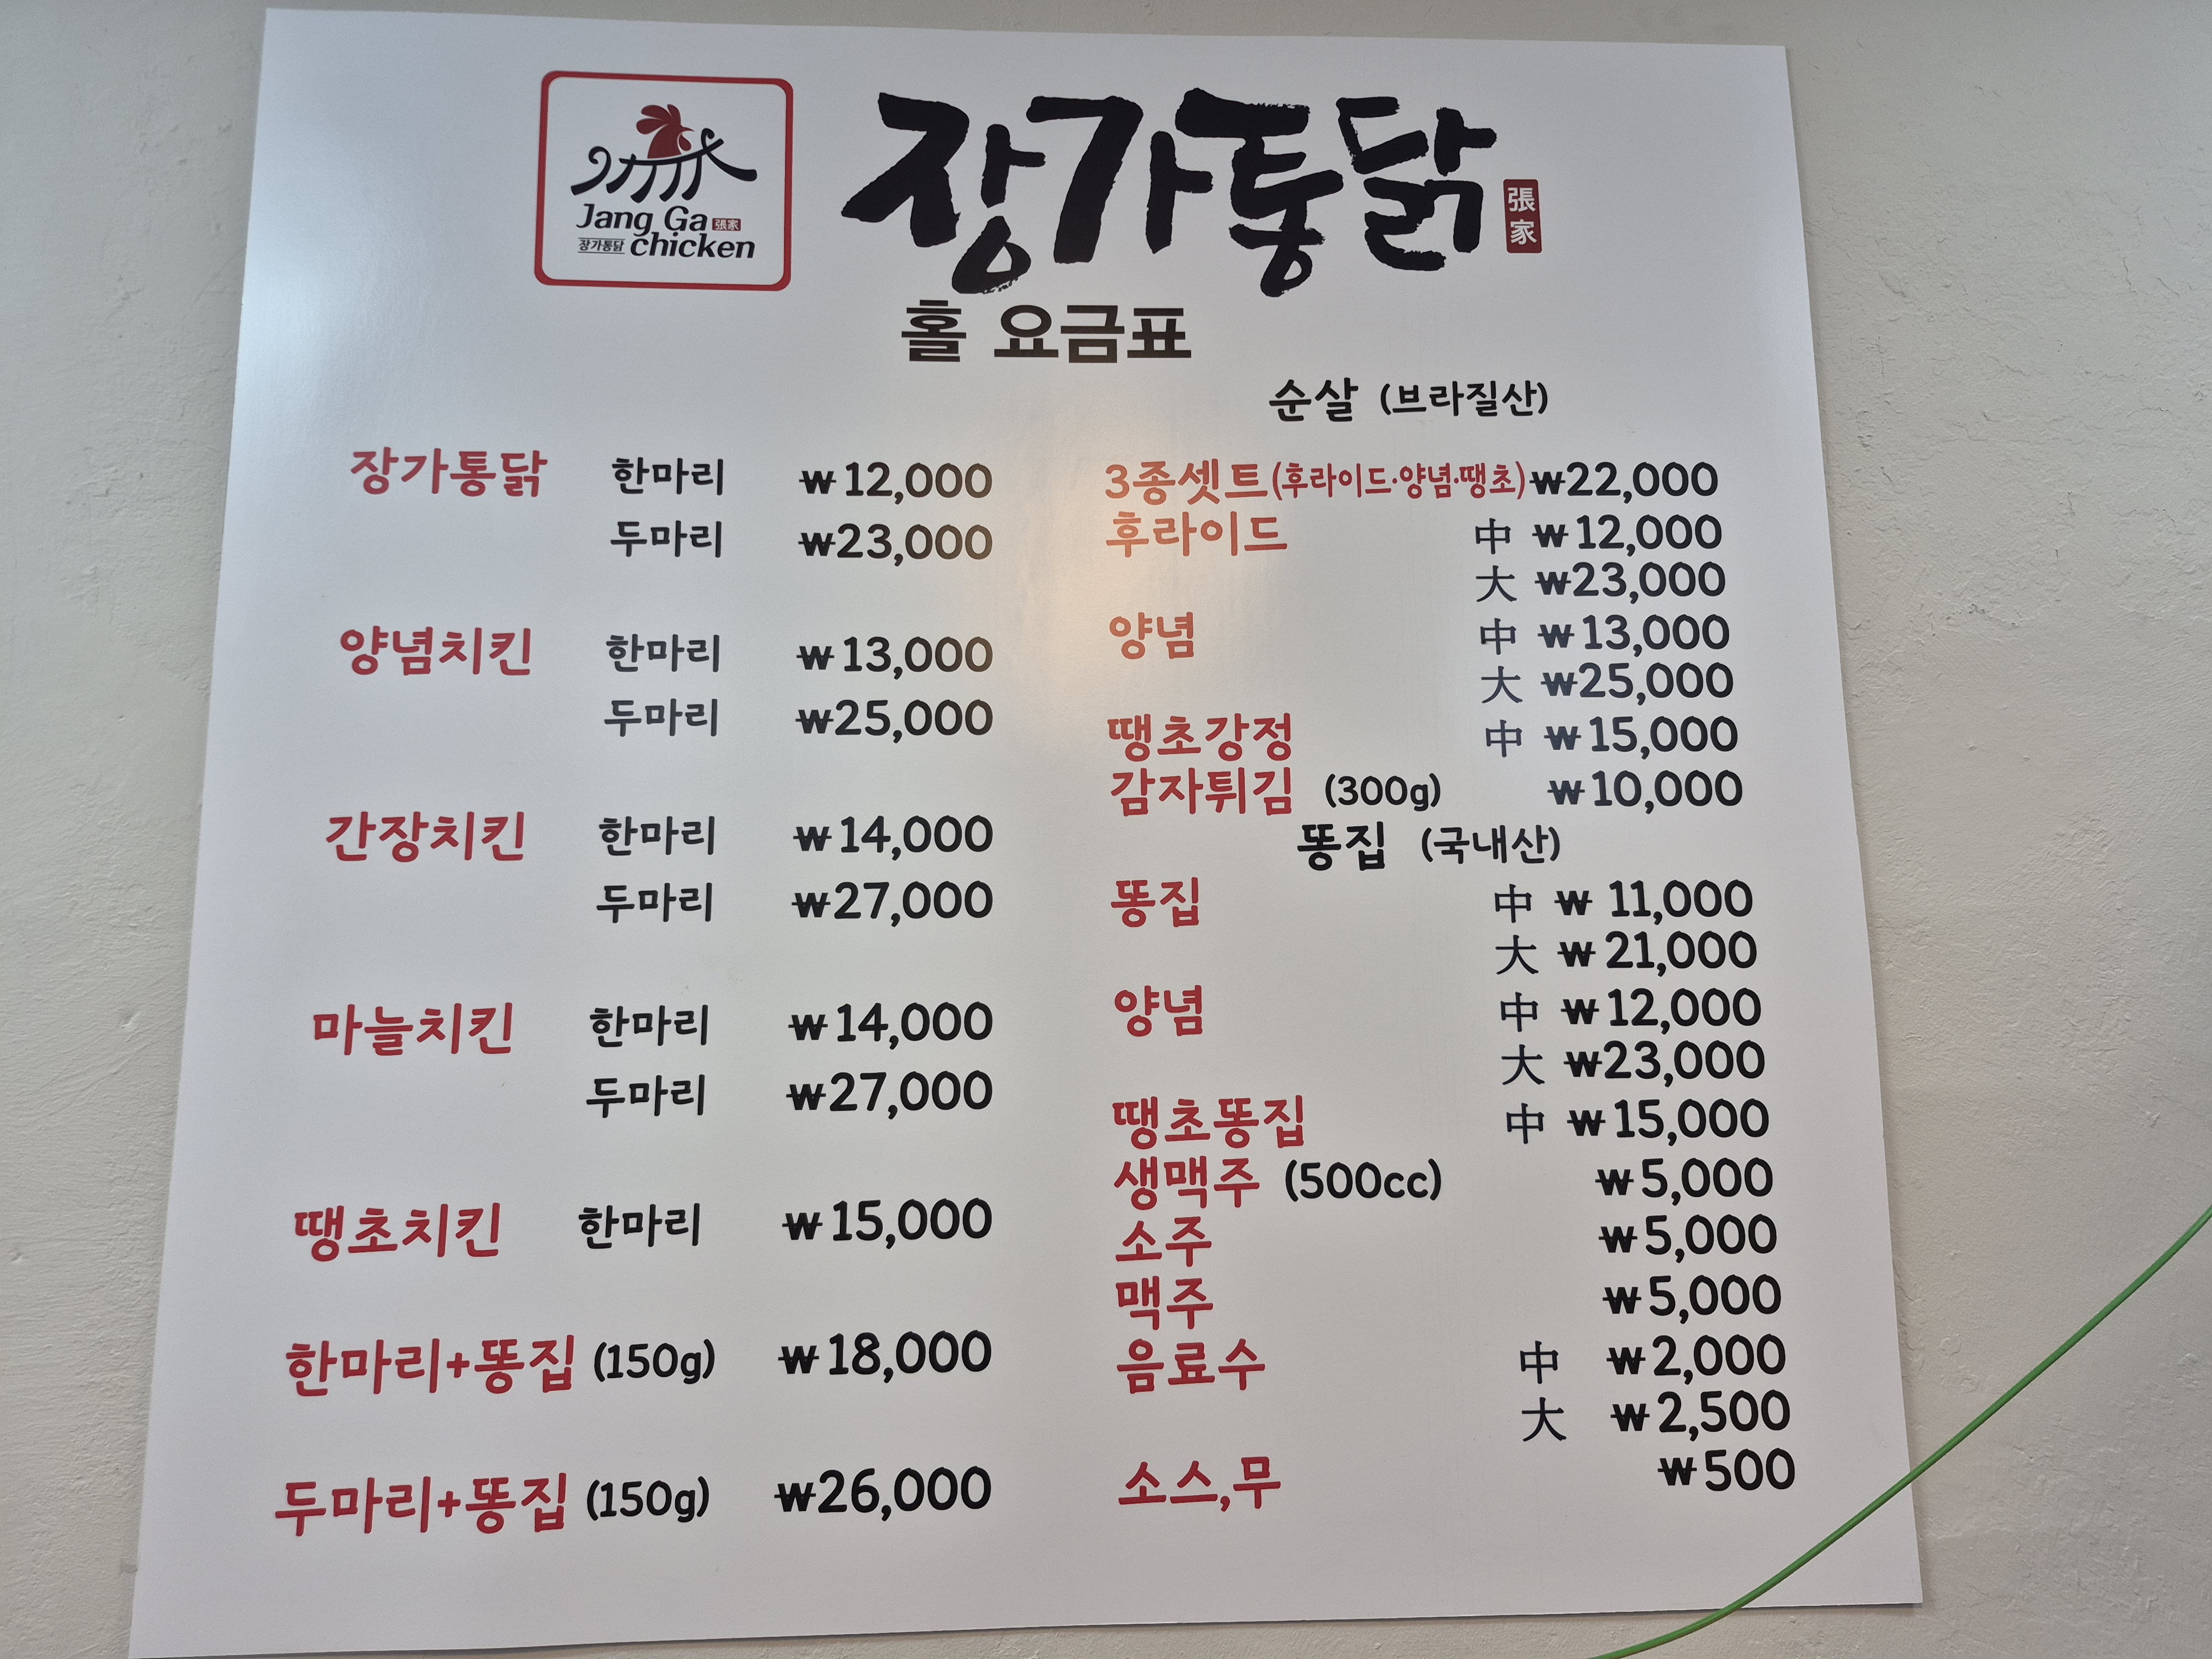 Jang Ga 張家
장가통닭 chicken
장가통닭 張家
홀 요금표
장가통닭 한마리 ₩12,000
두마리 ₩23,000
양념치킨 한마리 ₩13,000
두마리 ₩25,000
간장치킨 한마리 ₩14,000
두마리 ₩27,000
마늘치킨 한마리 ₩14,000
두마리 ₩27,000
땡초치킨 한마리 ₩15,000
한마리+똥집 (150g) ₩18,000
두마리+똥집 (150g) ₩26,000
순살 (브라질산)
3종셋트(후라이드·양념·땡초) ₩22,000
후라이드 中 ₩12,000
大 ₩23,000
양념 中 ₩13,000
大 ₩25,000
땡초강정 中 ₩15,000
감자튀김 (300g) ₩10,000
똥집 (국내산)
똥집 中 ₩11,000
大 ₩21,000
양념 中 ₩12,000
大 ₩23,000
땡초똥집 中 ₩15,000
생맥주 (500cc) ₩5,000
소주 ₩5,000
맥주 ₩5,000
음료수 中 ₩2,000
大 ₩2,500
소스,무 ₩500